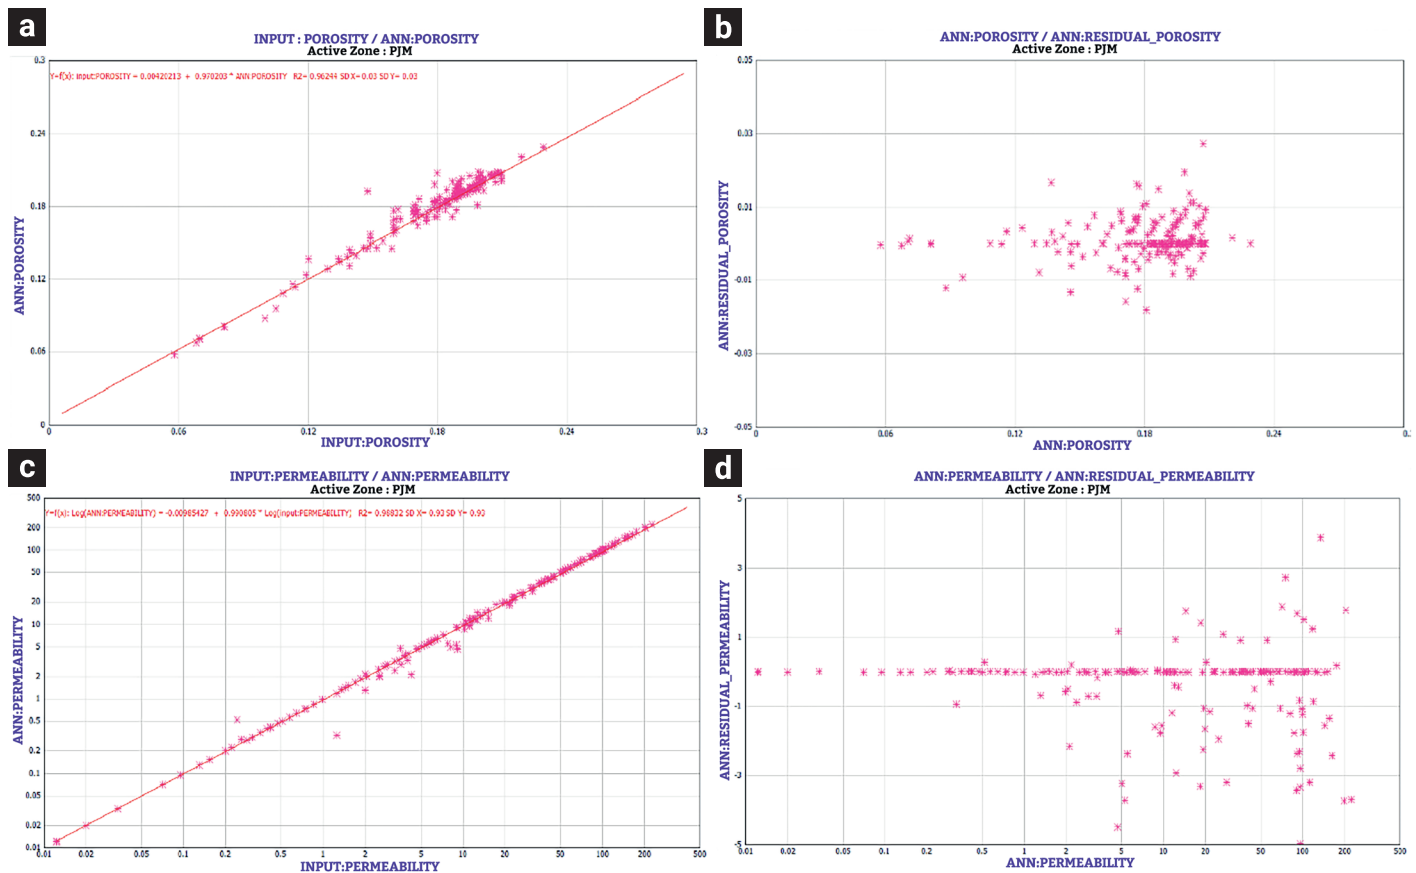 a
INPUT : POROSITY / ANN:POROSITY
Active Zone : PJM
Y=f(x): input:POROSITY = 0.00420213 + 0.970203 * ANN:POROSITY R2= 0.96244 SD X= 0.03 SD Y= 0.03
ANN:POROSITY
0.3
0.24
0.18
0.12
0.06
0
0 0.06 0.12 0.18 0.24 0.3
INPUT:POROSITY
b
ANN:POROSITY / ANN:RESIDUAL_POROSITY
Active Zone : PJM
ANN:RESIDUAL_POROSITY
0.05
0.03
0.01
-0.01
-0.03
-0.05
0 0.06 0.12 0.18 0.24
ANN:POROSITY
c
INPUT:PERMEABILITY / ANN:PERMEABILITY
Active Zone : PJM
Y=f(x): Log(ANN:PERMEABILITY) = -0.00985427 + 0.990805 * Log(input:PERMEABILITY) R2= 0.98832 SD X= 0.93 SD Y= 0.93
ANN:PERMEABILITY
500
200
100
50
20
10
5
2
1
0.5
0.2
0.1
0.05
0.02
0.01
0.01 0.02 0.05 0.1 0.2 0.5 1 2 5 10 20 50 100 200 500
INPUT:PERMEABILITY
d
ANN:PERMEABILITY / ANN:RESIDUAL_PERMEABILITY
Active Zone : PJM
ANN:RESIDUAL_PERMEABILITY
5
3
1
-1
-3
-5
0.01 0.02 0.05 0.1 0.2 0.5 1 2 5 10 20 50 100 200 500
ANN:PERMEABILITY